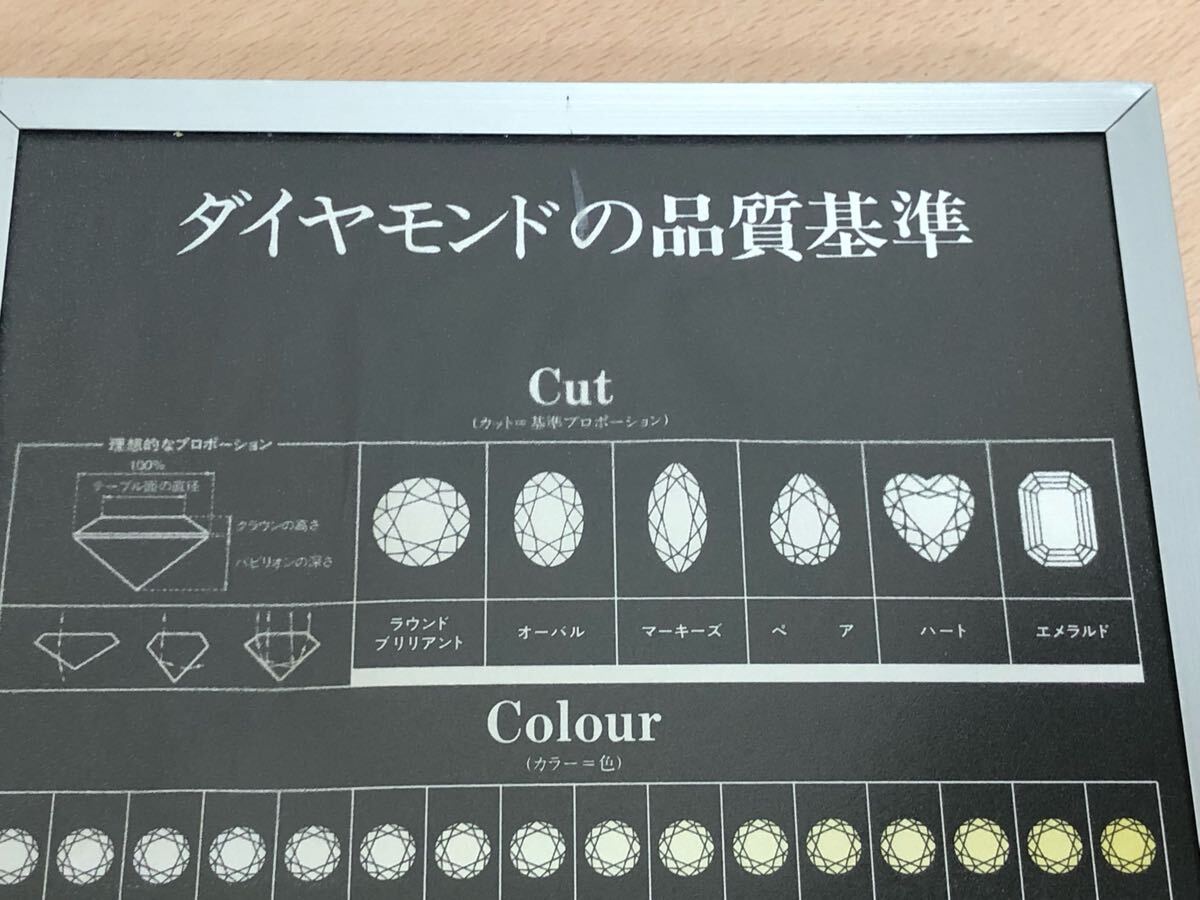 ダイヤモンドの品質基準
Cut
(カット=基準プロポーション)
理想的なプロポーション
100%
テーブル面の直径
クラウンの高さ
パビリオンの深さ
ラウンド
ブリリアント
オーバル
マーキーズ
ペア
ハート
エメラルド
Colour
(カラー=色)